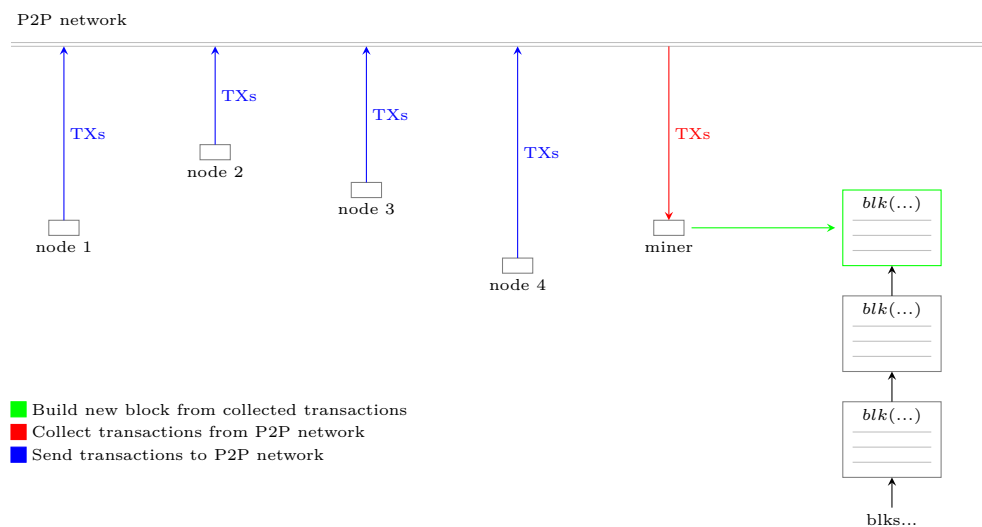 P2P network
TXs
TXs
TXs
TXs
TXs
node 1
node 2
node 3
node 4
miner
blk(...)
blk(...)
blk(...)
blks...
Build new block from collected transactions
Collect transactions from P2P network
Send transactions to P2P network